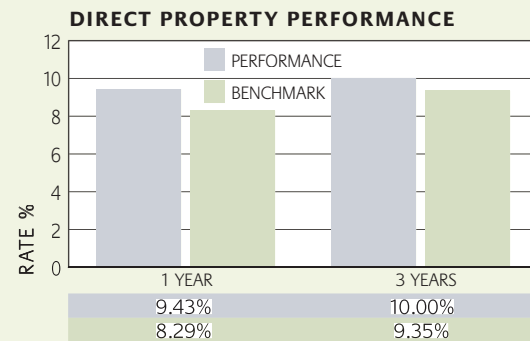 DIRECT PROPERTY PERFORMANCE
12
PERFORMANCE
10
BENCHMARK
8
6
4
2
0
RATE %
1 YEAR 3 YEARS
9.43% 10.00%
8.29% 9.35%